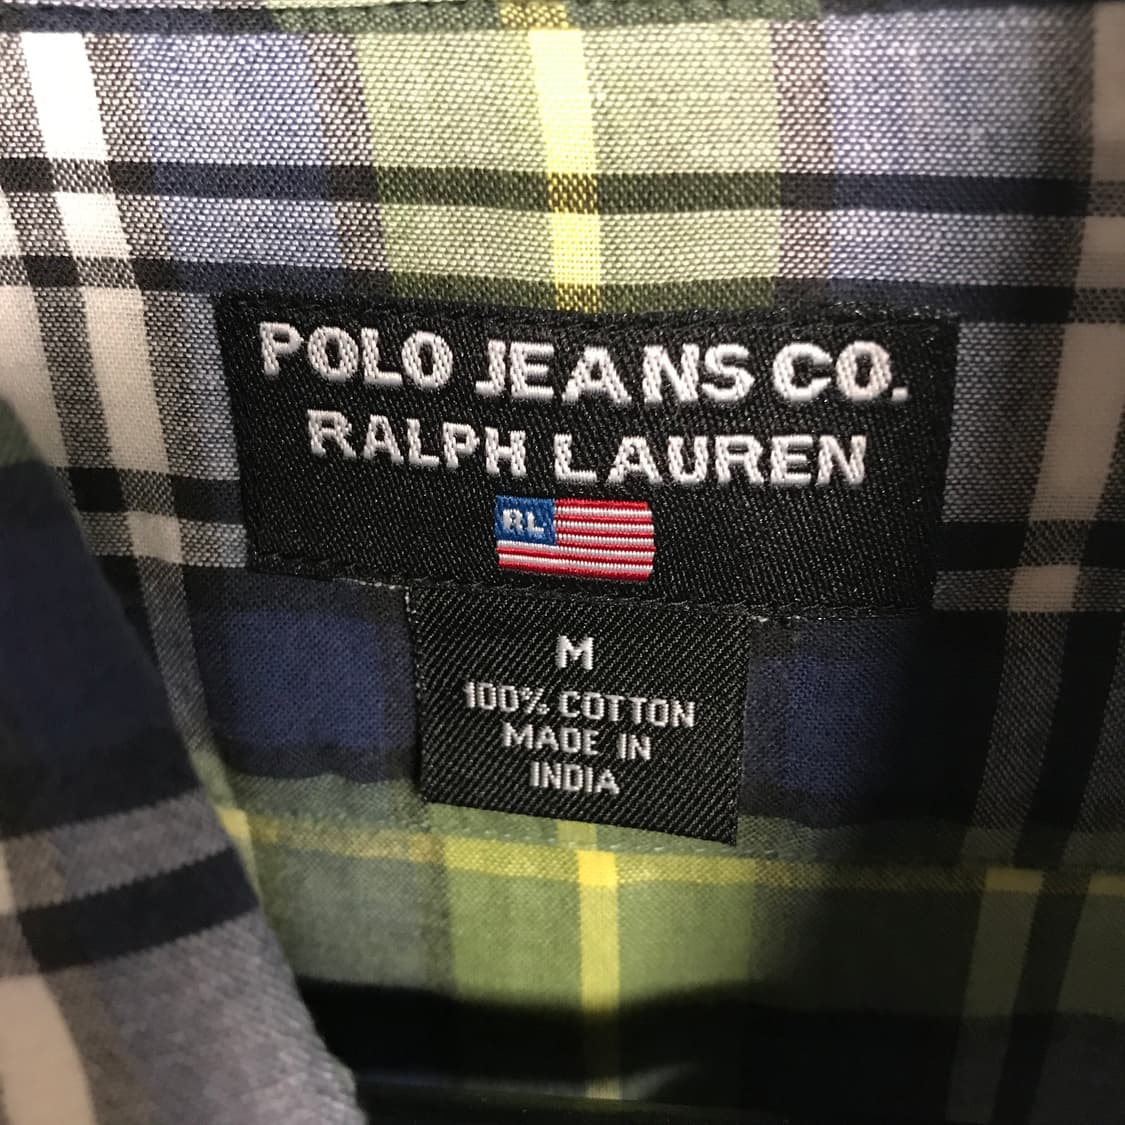 POLO JEANS CO.
RALPH LAUREN
RL
M
100% COTTON
MADE IN
INDIA